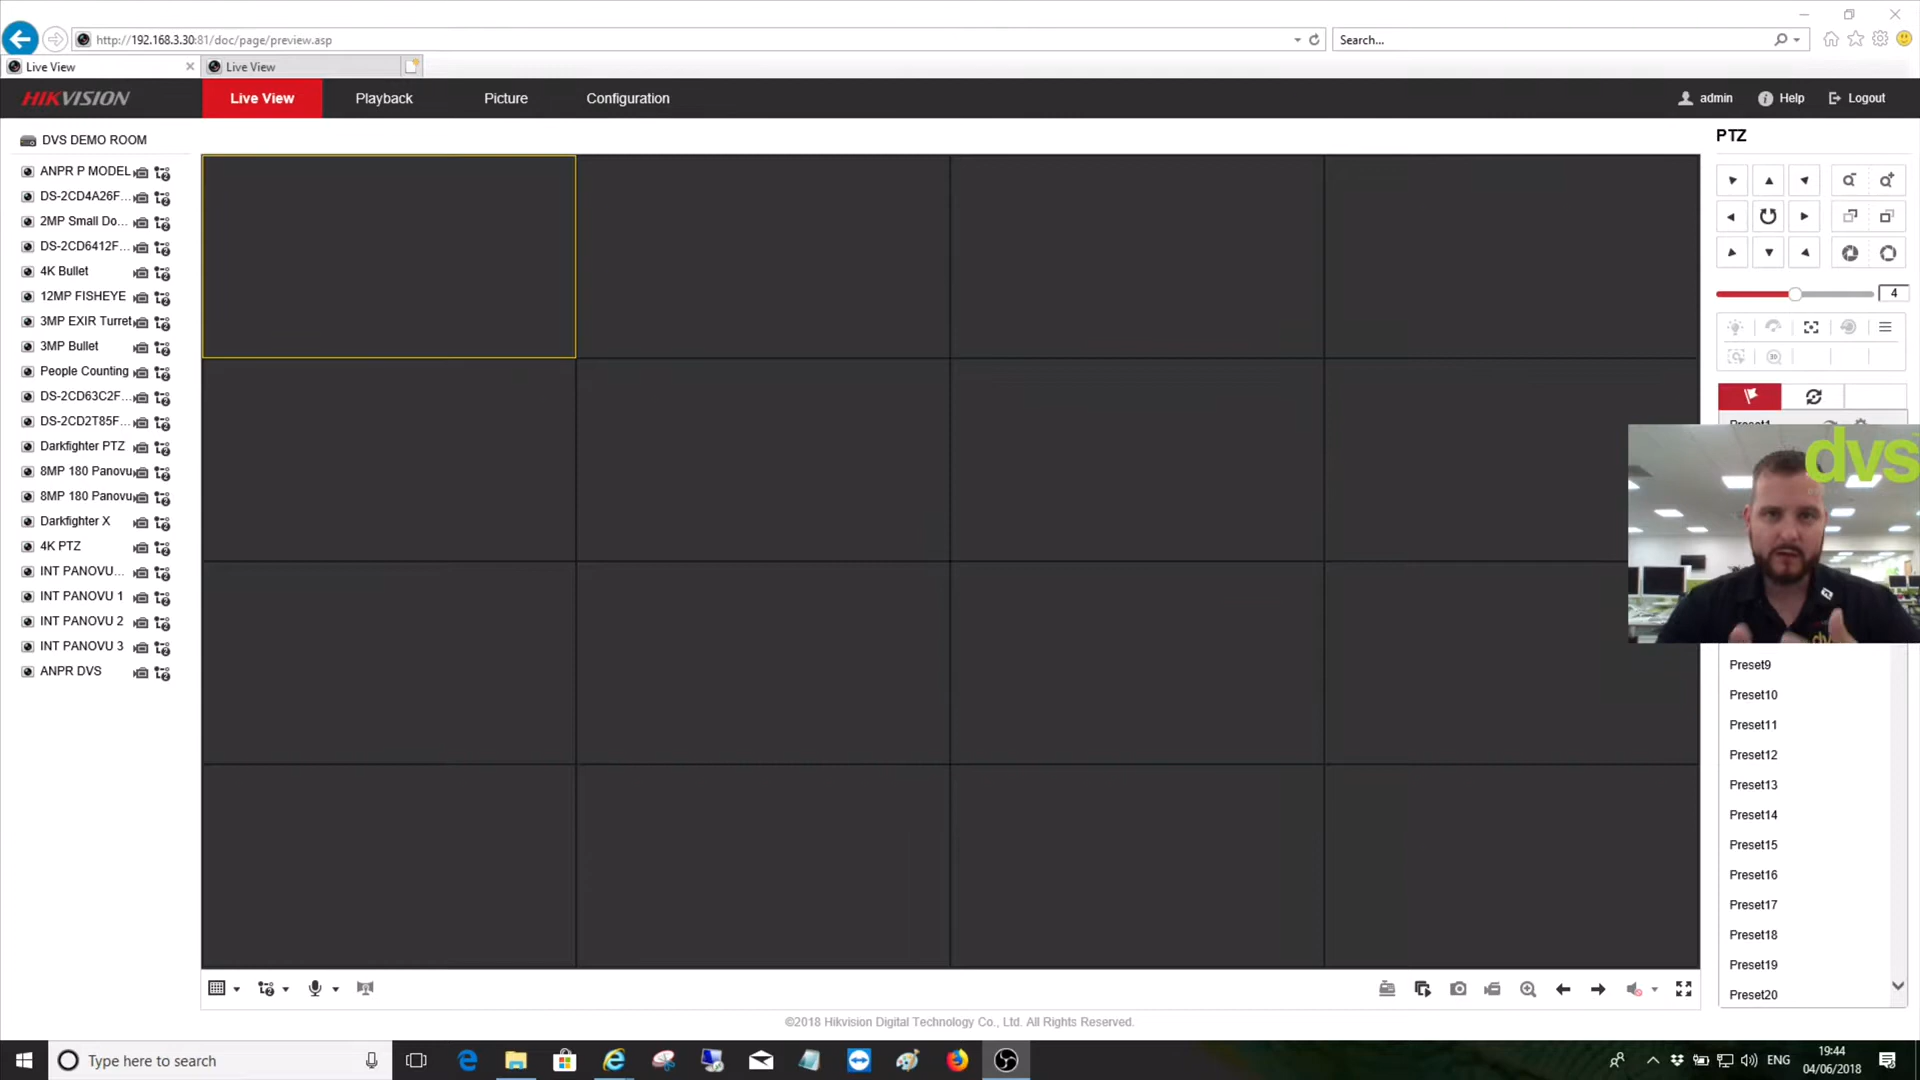 http://192.168.3.30:81/doc/page/preview.asp
Search...
Live View
Live View
HIKVISION
Live View
Playback
Picture
Configuration
admin
Help
Logout
DVS DEMO ROOM
ANPR P MODEL
DS-2CD4A26F...
2MP Small Do...
DS-2CD6412F...
4K Bullet
12MP FISHEYE
3MP EXIR Turret
3MP Bullet
People Counting
DS-2CD63C2F...
DS-2CD2T85F...
Darkfighter PTZ
8MP 180 Panovu
8MP 180 Panovu
Darkfighter X
4K PTZ
INT PANOVU...
INT PANOVU 1
INT PANOVU 2
INT PANOVU 3
ANPR DVS
PTZ
4
Preset1
dvs
dvs
Preset9
Preset10
Preset11
Preset12
Preset13
Preset14
Preset15
Preset16
Preset17
Preset18
Preset19
Preset20
©2018 Hikvision Digital Technology Co., Ltd. All Rights Reserved.
Type here to search
ENG
19:44
04/06/2018